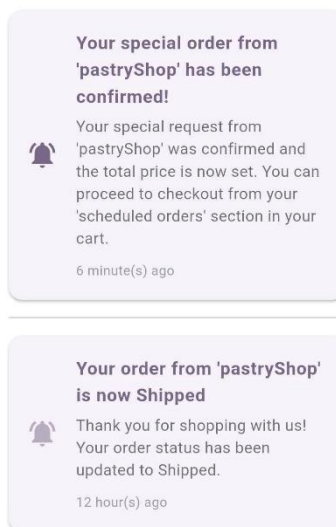 Your special order from
'pastryShop' has been
confirmed!
Your special request from
'pastryShop' was confirmed and
the total price is now set. You can
proceed to checkout from your
'scheduled orders' section in your
cart.
6 minute(s) ago
Your order from 'pastryShop'
is now Shipped
Thank you for shopping with us!
Your order status has been
updated to Shipped.
12 hour(s) ago